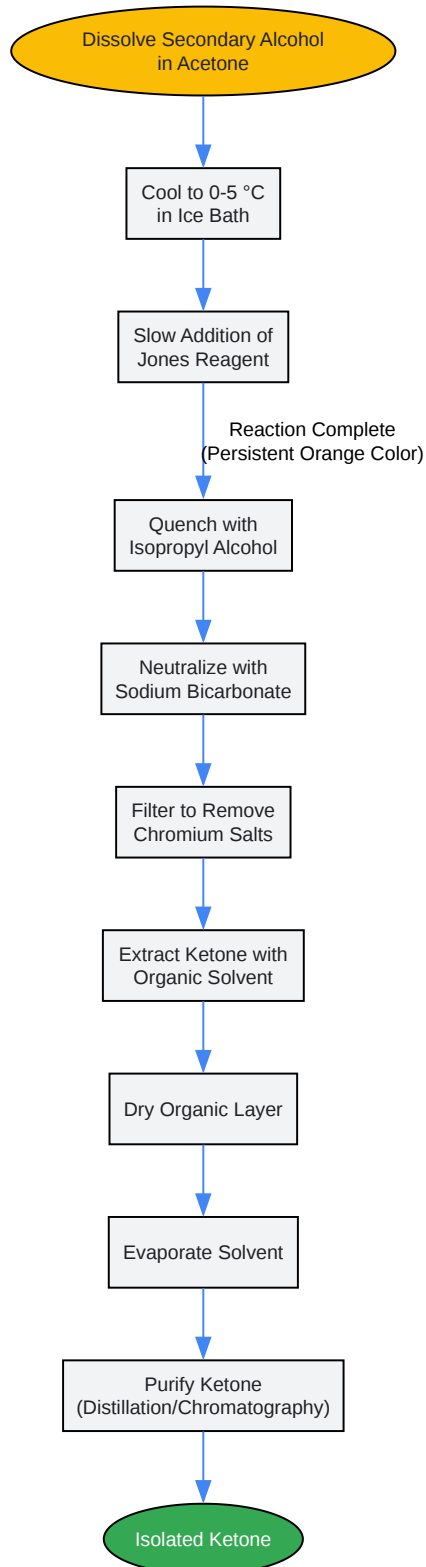 Dissolve Secondary Alcohol
in Acetone
Cool to 0-5 °C
in Ice Bath
Slow Addition of
Jones Reagent
Reaction Complete
(Persistent Orange Color)
Quench with
Isopropyl Alcohol
Neutralize with
Sodium Bicarbonate
Filter to Remove
Chromium Salts
Extract Ketone with
Organic Solvent
Dry Organic Layer
Evaporate Solvent
Purify Ketone
(Distillation/Chromatography)
Isolated Ketone